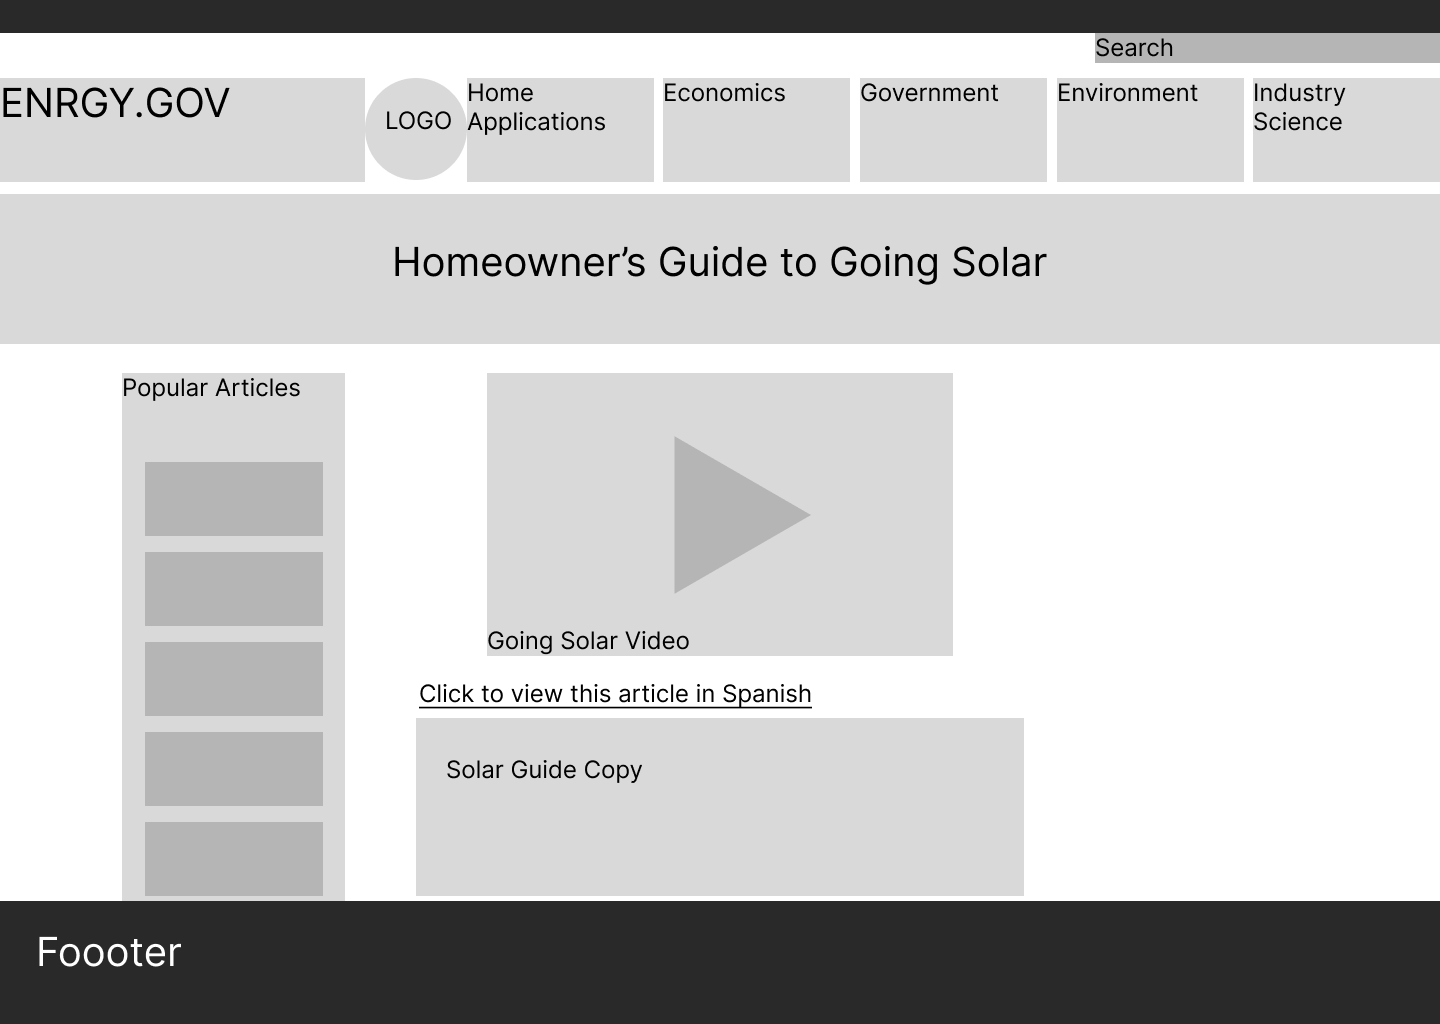 Search
ENRGY.GOV
LOGO
Home
Applications
Economics
Government
Environment
Industry
Science
Homeowner’s Guide to Going Solar
Popular Articles
Going Solar Video
Click to view this article in Spanish
Solar Guide Copy
Foooter